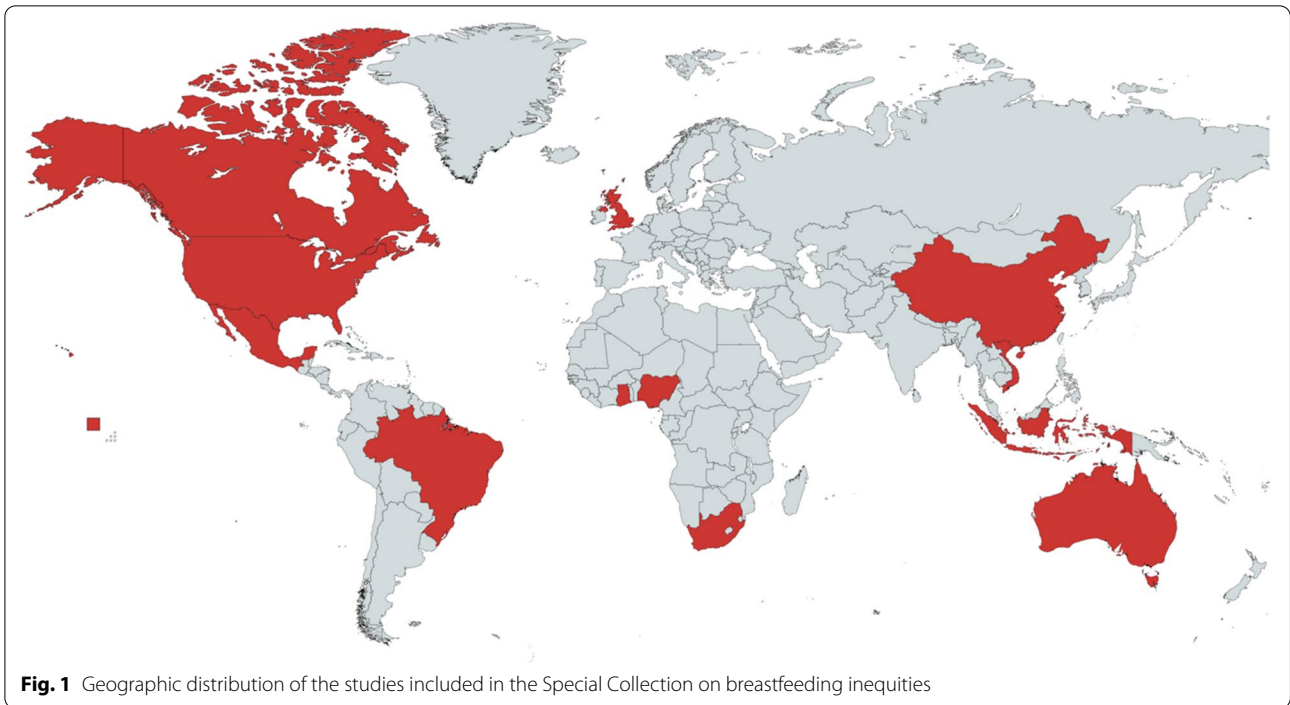 Fig. 1 Geographic distribution of the studies included in the Special Collection on breastfeeding inequities